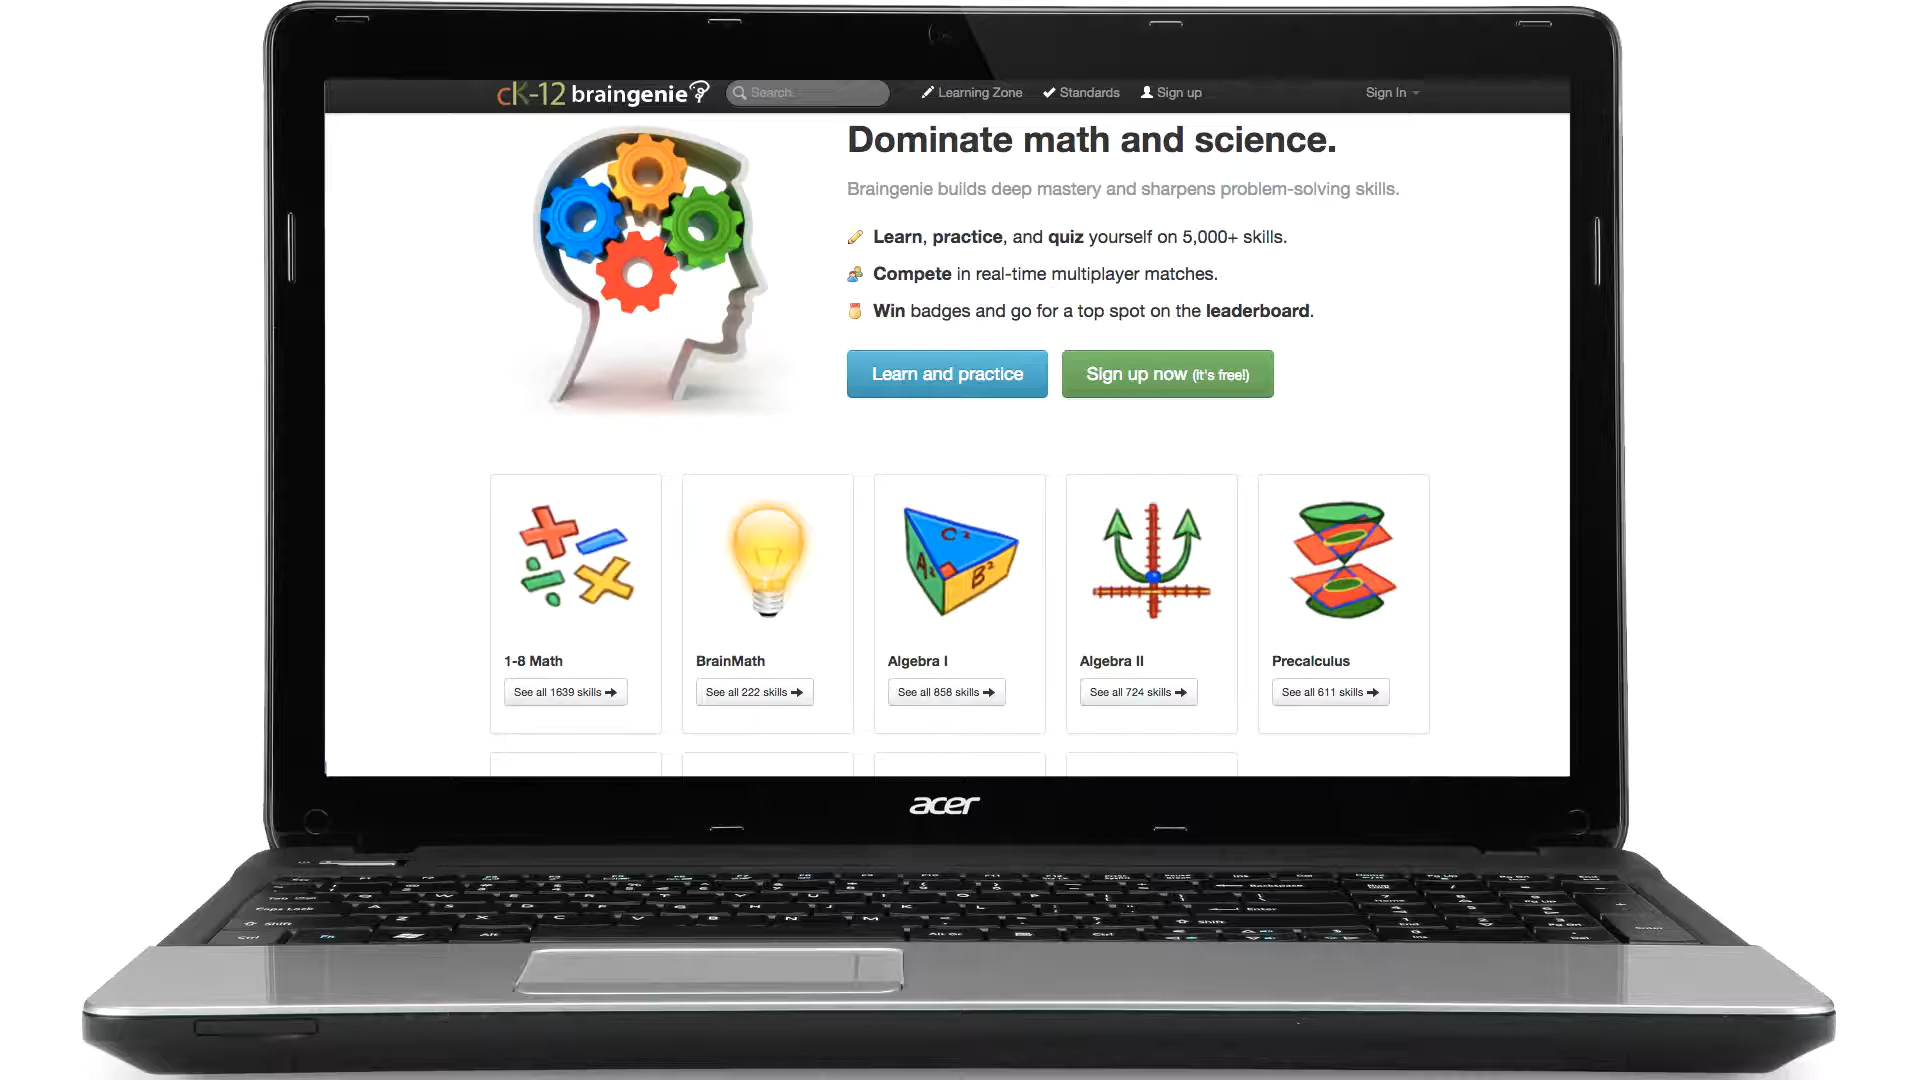 cK-12 braingenie
Search
Learning Zone
Standards
Sign up
Sign In
Dominate math and science.
Braingenie builds deep mastery and sharpens problem-solving skills.
Learn, practice, and quiz yourself on 5,000+ skills.
Compete in real-time multiplayer matches.
Win badges and go for a top spot on the leaderboard.
Learn and practice
Sign up now (it's free!)
C²
A²
B²
1-8 Math
BrainMath
Algebra I
Algebra II
Precalculus
See all 1639 skills
See all 222 skills
See all 858 skills
See all 724 skills
See all 611 skills
acer